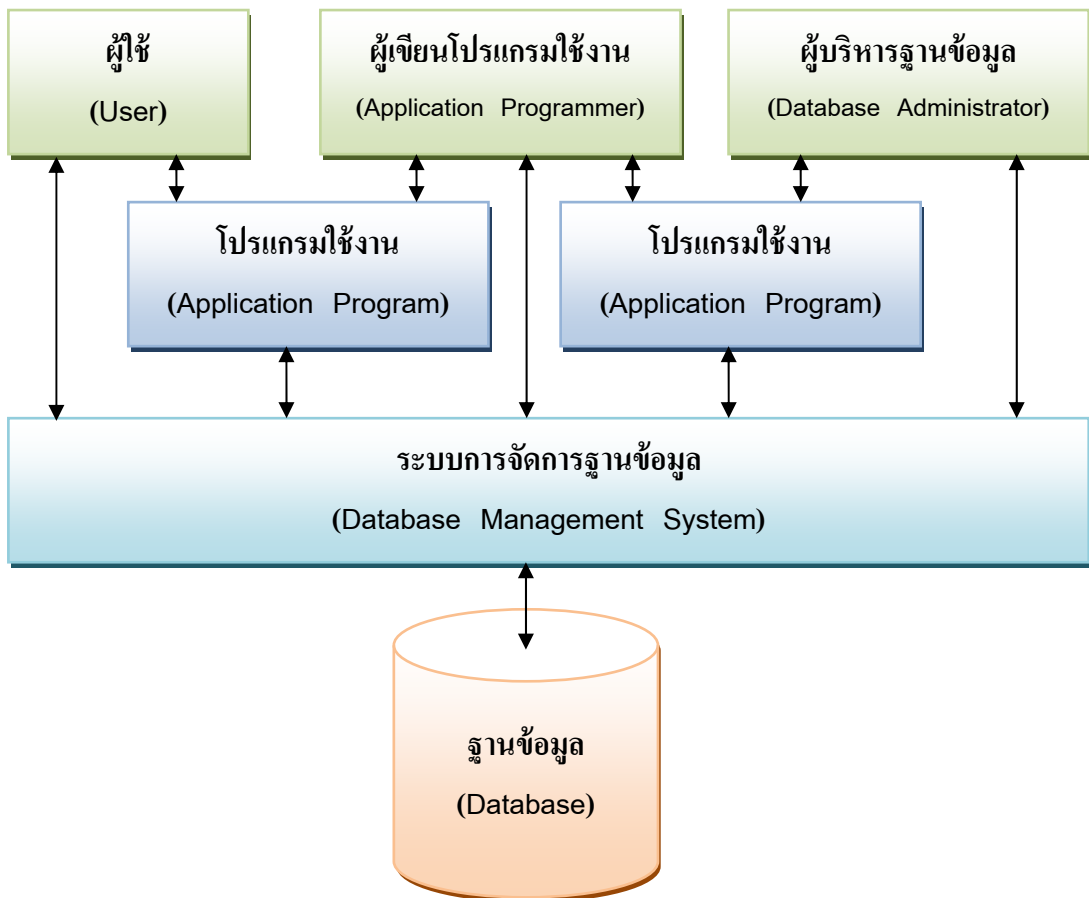 ผู้ใช้
(User)
ผู้เขียนโปรแกรมใช้งาน
(Application Programmer)
ผู้บริหารฐานข้อมูล
(Database Administrator)
โปรแกรมใช้งาน
(Application Program)
โปรแกรมใช้งาน
(Application Program)
ระบบการจัดการฐานข้อมูล
(Database Management System)
ฐานข้อมูล
(Database)